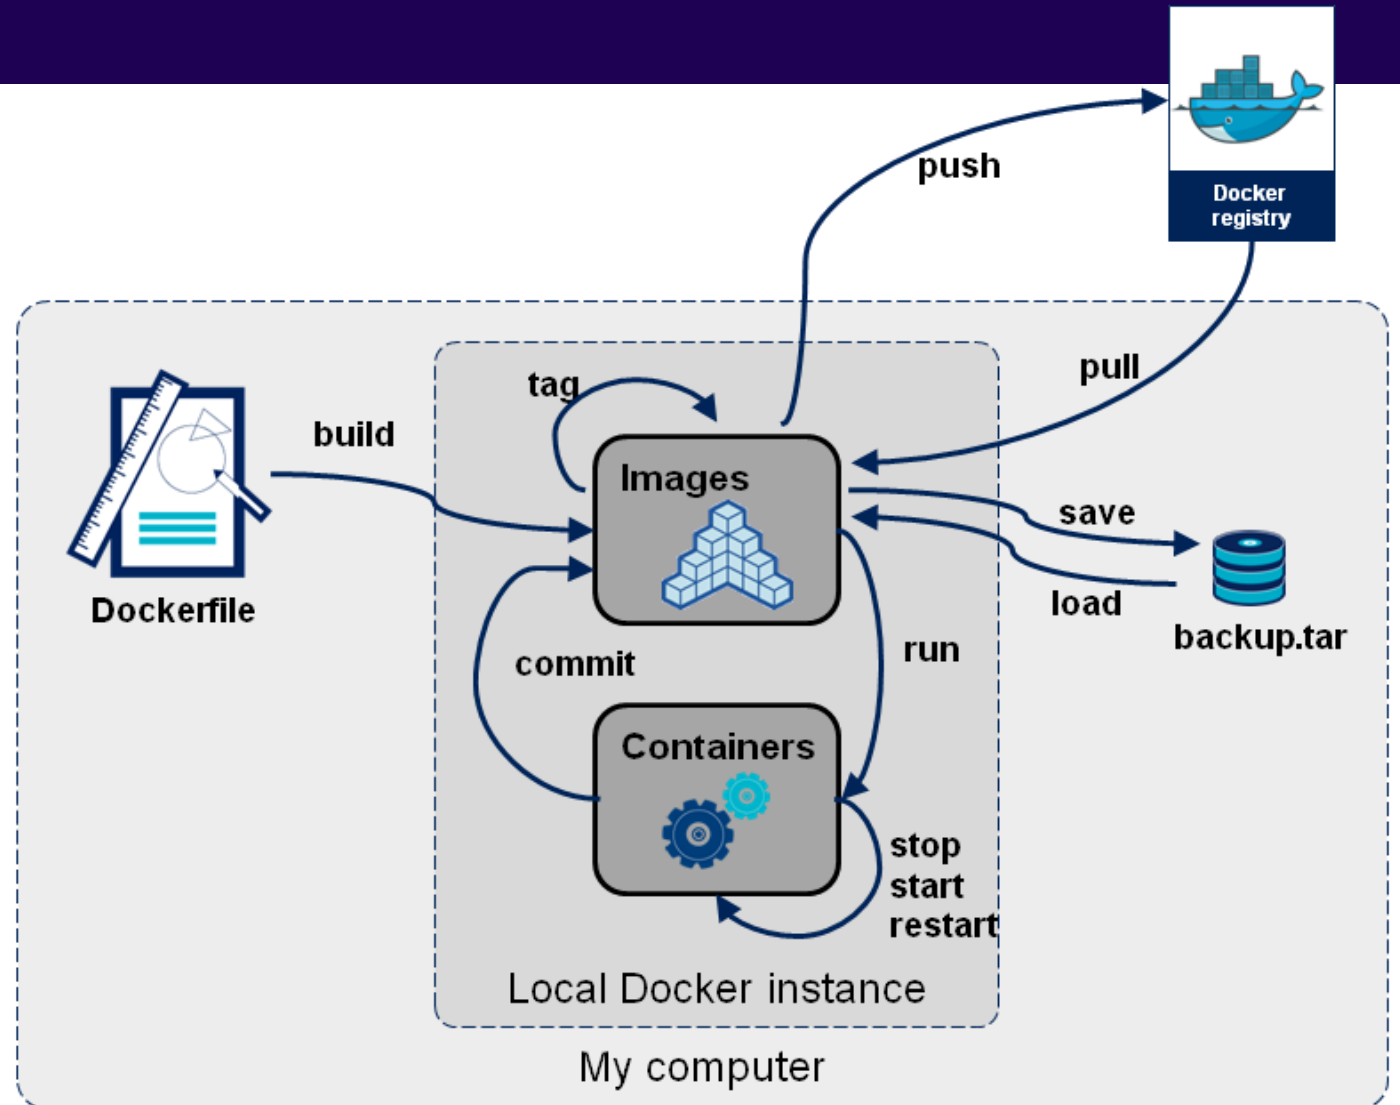 push
Docker
registry
pull
tag
build
Images
save
Dockerfile
load
backup.tar
commit
run
Containers
stop
start
restart
Local Docker instance
My computer